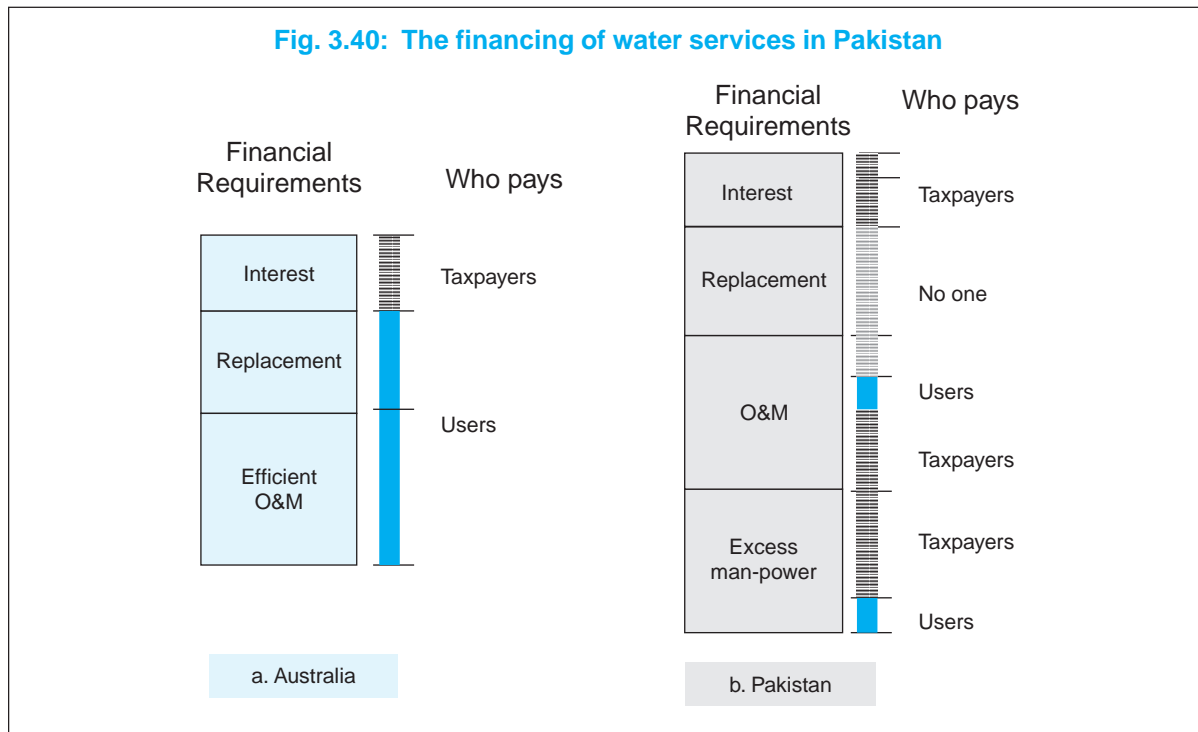 Fig. 3.40: The financing of water services in Pakistan
Financial
Requirements
Who pays
Interest
Taxpayers
Replacement
Users
Efficient
O&M
a. Australia
Financial
Requirements
Who pays
Interest
Taxpayers
Replacement
No one
Users
O&M
Taxpayers
Taxpayers
Excess
man-power
Users
b. Pakistan